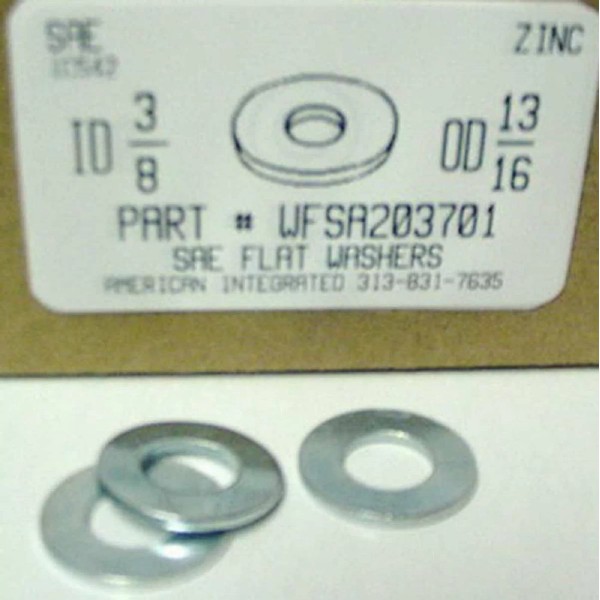 SAE ZINC
ID 3/8 OD 13/16
PART # WFSA203701
SAE FLAT WASHERS
AMERICAN INTEGRATED 313-831-7635